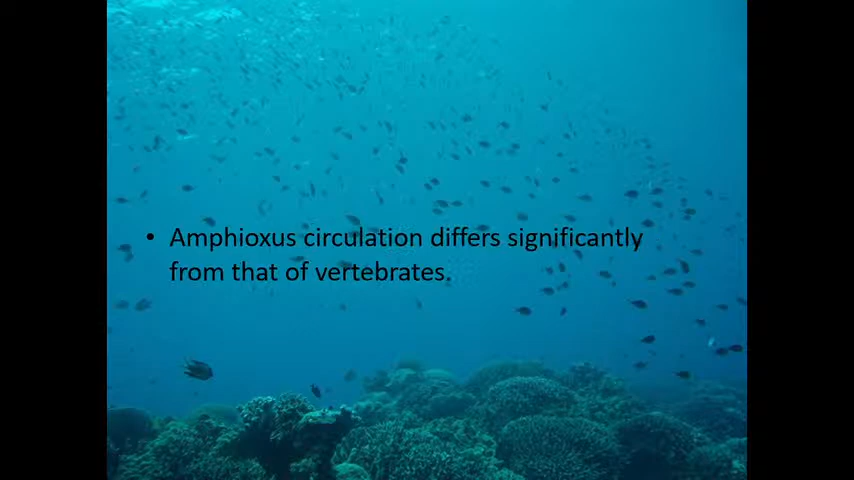 • Amphioxus circulation differs significantly
from that of vertebrates.